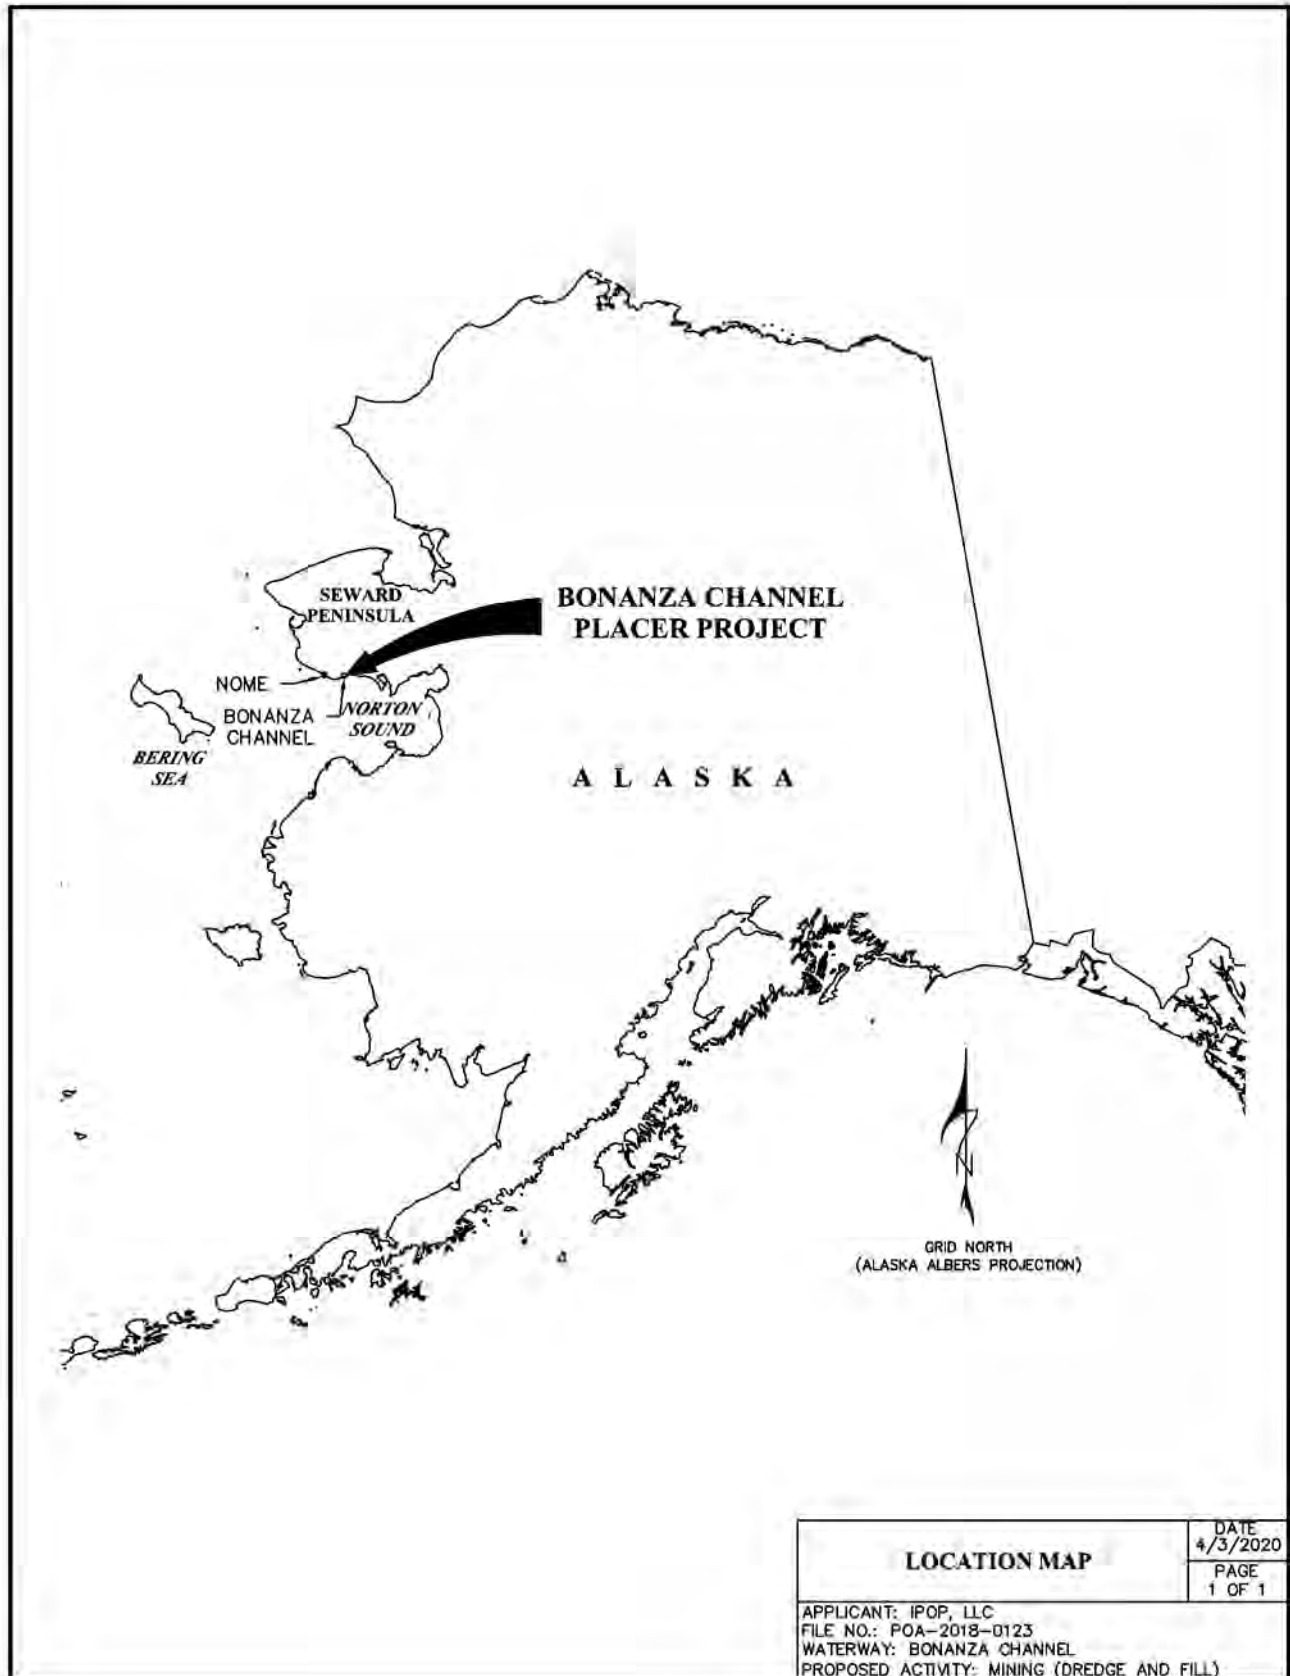 SEWARD
PENINSULA
BONANZA CHANNEL
PLACER PROJECT
NOME
BONANZA
CHANNEL
NORTON
SOUND
BERING
SEA
A L A S K A
N
GRID NORTH
(ALASKA ALBERS PROJECTION)
LOCATION MAP
DATE
4/3/2020
PAGE
1 OF 1
APPLICANT: IPOP, LLC
FILE NO.: POA-2018-0123
WATERWAY: BONANZA CHANNEL
PROPOSED ACTIVITY: MINING (DREDGE AND FILL)